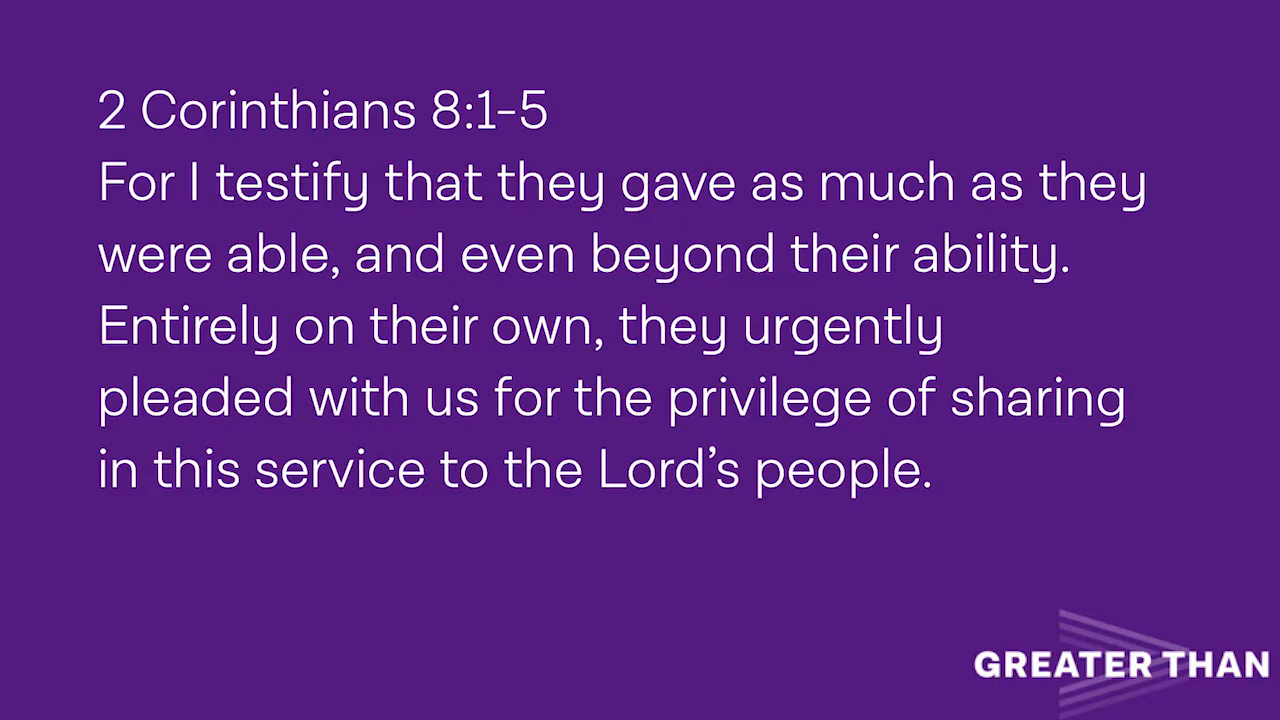 2 Corinthians 8:1-5
For I testify that they gave as much as they
were able, and even beyond their ability.
Entirely on their own, they urgently
pleaded with us for the privilege of sharing
in this service to the Lord’s people.
GREATER THAN